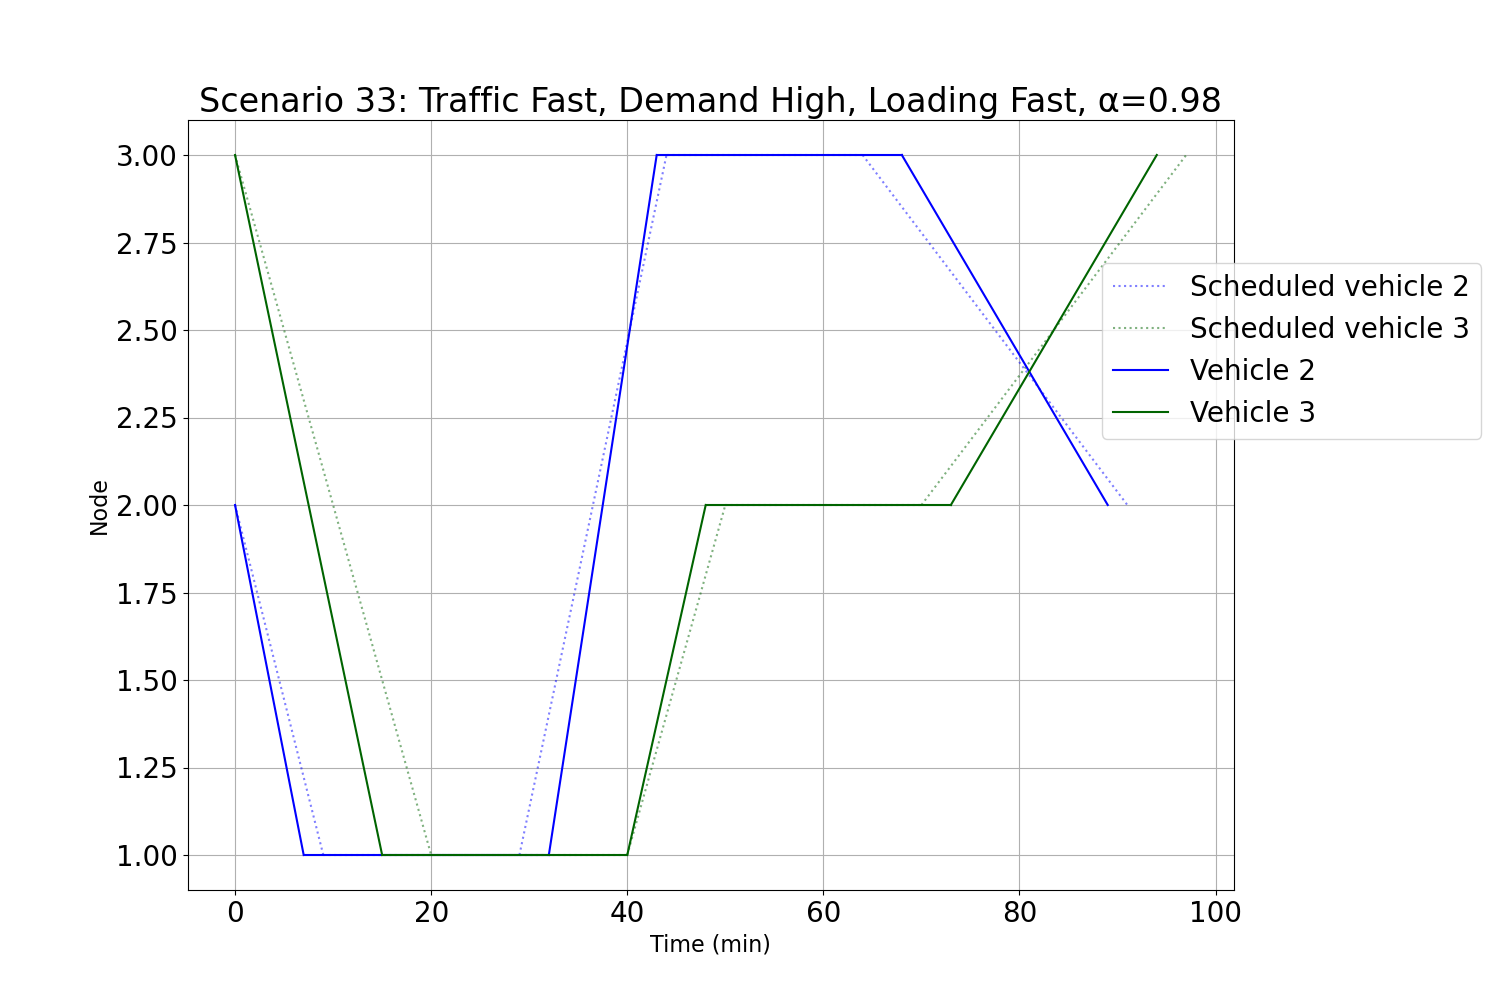 Scenario 33: Traffic Fast, Demand High, Loading Fast, α=0.98
3.00
2.75
2.50
2.25
2.00
1.75
1.50
1.25
1.00
Node
Scheduled vehicle 2
Scheduled vehicle 3
Vehicle 2
Vehicle 3
0 20 40 60 80 100
Time (min)